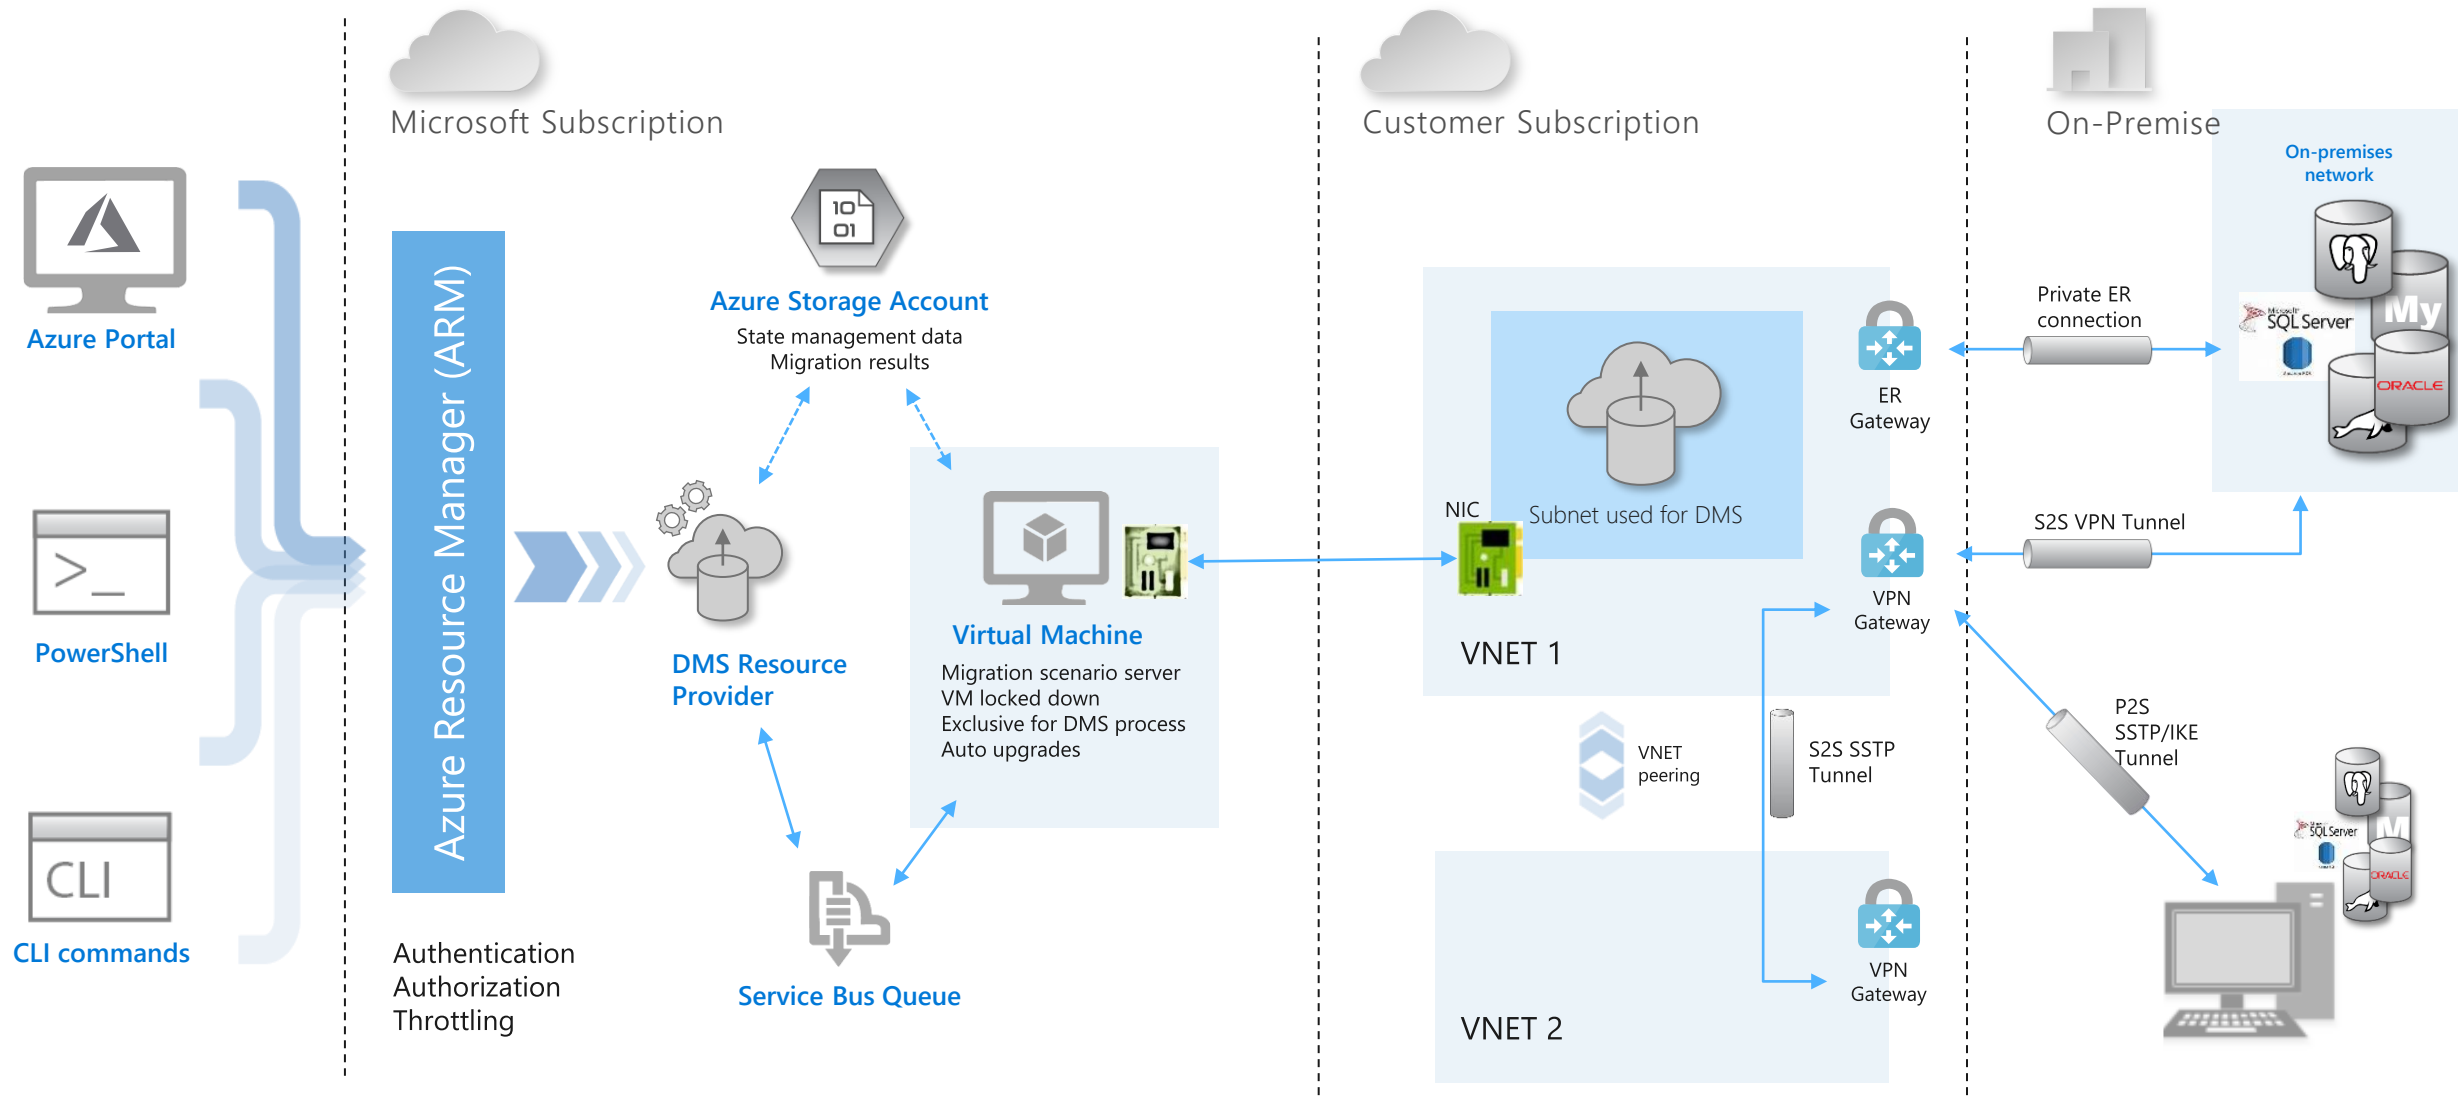 Microsoft Subscription
Customer Subscription
On-Premise
Azure Portal
PowerShell
>_
CLI
CLI commands
Azure Resource Manager (ARM)
Authentication
Authorization
Throttling
10
01
Azure Storage Account
State management data
Migration results
DMS Resource
Provider
Service Bus Queue
Virtual Machine
Migration scenario server
VM locked down
Exclusive for DMS process
Auto upgrades
NIC
Subnet used for DMS
VNET 1
ER
Gateway
VPN
Gateway
VNET
peering
S2S SSTP
Tunnel
VNET 2
VPN
Gateway
Private ER
connection
S2S VPN Tunnel
P2S
SSTP/IKE
Tunnel
On-premises
network
Microsoft
SQL Server
My
ORACLE
SQL Server
M
ORACLE